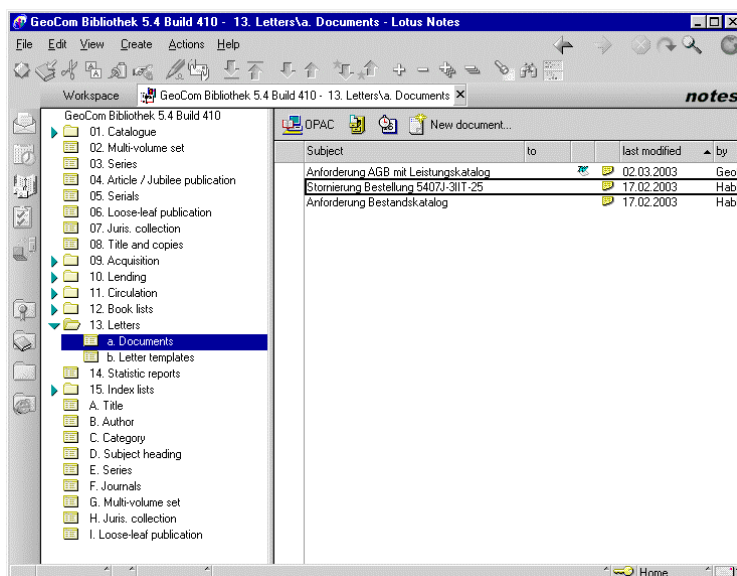 GeoCom Bibliothek 5.4 Build 410 - 13. Letters\a. Documents - Lotus Notes
File Edit View Create Actions Help
Workspace GeoCom Bibliothek 5.4 Build 410 - 13. Letters\a. Documents
notes
GeoCom Bibliothek 5.4 Build 410
01. Catalogue
02. Multi-volume set
03. Series
04. Article / Jubilee publication
05. Serials
06. Loose-leaf publication
07. Juris. collection
08. Title and copies
09. Acquisition
10. Lending
11. Circulation
12. Book lists
13. Letters
a. Documents
b. Letter templates
14. Statistic reports
15. Index lists
A. Title
B. Author
C. Category
D. Subject heading
E. Series
F. Journals
G. Multi-volume set
H. Juris. collection
I. Loose-leaf publication
OPAC New document...
Subject to last modified by
Anforderung AGB mit Leistungskatalog 02.03.2003 Geo
Stornierung Bestellung 5407J-3IIT-25 17.02.2003 Hab
Anforderung Bestandskatalog 17.02.2003 Hab
Home